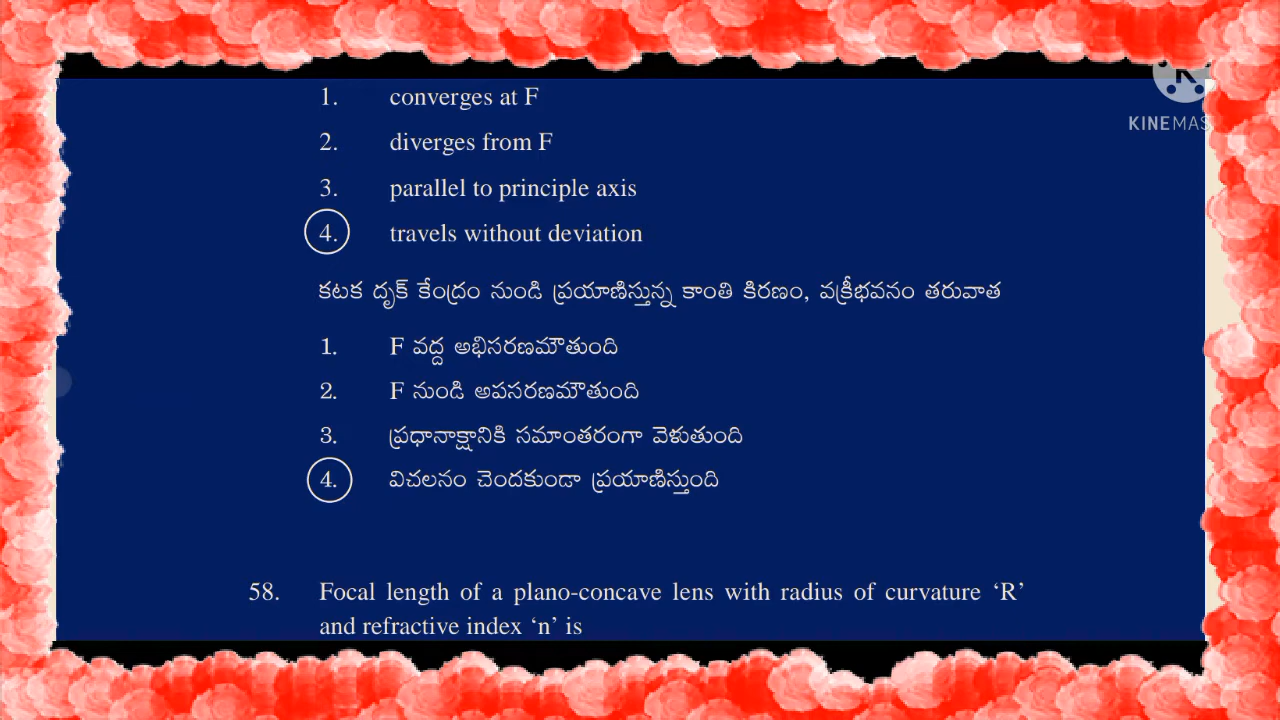 1. converges at F
KINEMAS
2. diverges from F
3. parallel to principle axis
4. travels without deviation
కటక దృక్ కేంద్రం నుండి ప్రయాణిస్తున్న కాంతి కిరణం, వక్రీభవనం తరువాత
1. F వద్ద అభిసరణమౌతుంది
2. F నుండి అపసరణమౌతుంది
3. ప్రధానాక్షానికి సమాంతరంగా వెళుతుంది
4. విచలనం చెందకుండా ప్రయాణిస్తుంది
58. Focal length of a plano-concave lens with radius of curvature ‘R’
and refractive index ‘n’ is